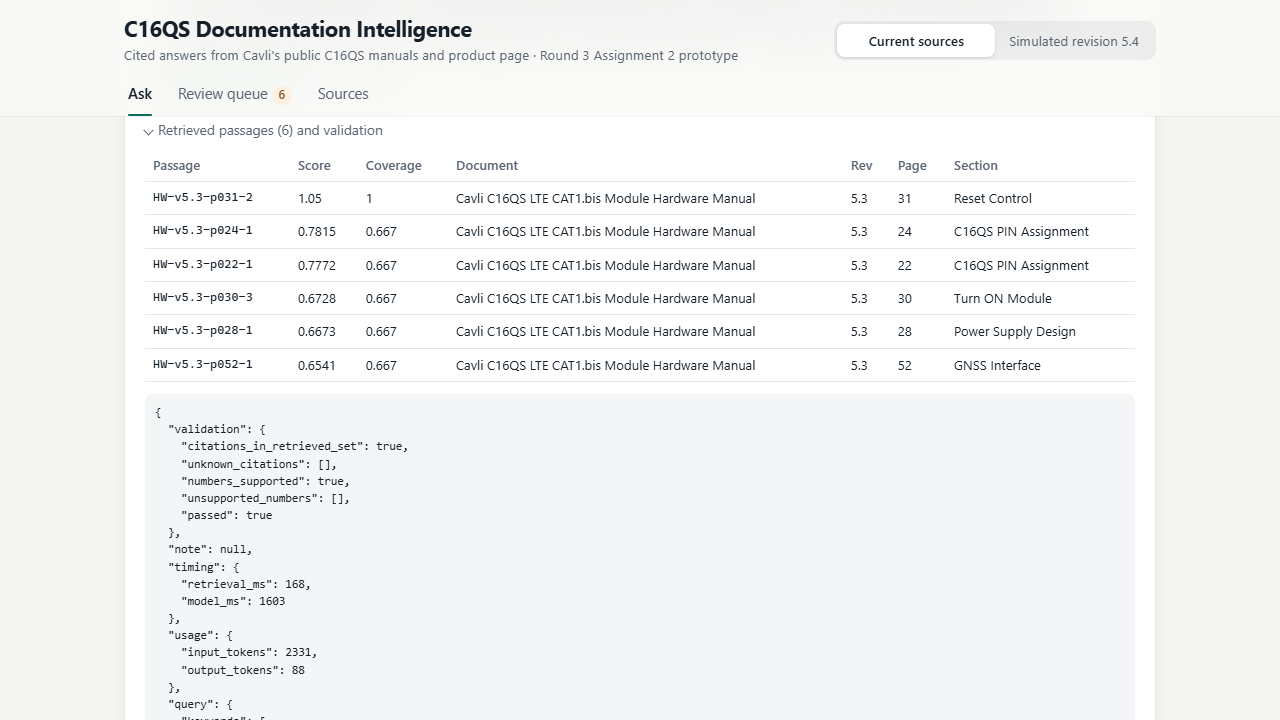 C16QS Documentation Intelligence
Cited answers from Cavli's public C16QS manuals and product page · Round 3 Assignment 2 prototype
Current sources
Simulated revision 5.4
Ask
Review queue 6
Sources
Retrieved passages (6) and validation
Passage Score Coverage Document Rev Page Section
HW-v5.3-p031-2 1.05 1 Cavli C16QS LTE CAT1.bis Module Hardware Manual 5.3 31 Reset Control
HW-v5.3-p024-1 0.7815 0.667 Cavli C16QS LTE CAT1.bis Module Hardware Manual 5.3 24 C16QS PIN Assignment
HW-v5.3-p022-1 0.7772 0.667 Cavli C16QS LTE CAT1.bis Module Hardware Manual 5.3 22 C16QS PIN Assignment
HW-v5.3-p030-3 0.6728 0.667 Cavli C16QS LTE CAT1.bis Module Hardware Manual 5.3 30 Turn ON Module
HW-v5.3-p028-1 0.6673 0.667 Cavli C16QS LTE CAT1.bis Module Hardware Manual 5.3 28 Power Supply Design
HW-v5.3-p052-1 0.6541 0.667 Cavli C16QS LTE CAT1.bis Module Hardware Manual 5.3 52 GNSS Interface
{
"validation": {
"citations_in_retrieved_set": true,
"unknown_citations": [],
"numbers_supported": true,
"unsupported_numbers": [],
"passed": true
},
"note": null,
"timing": {
"retrieval_ms": 168,
"model_ms": 1603
},
"usage": {
"input_tokens": 2331,
"output_tokens": 88
},
"query": {